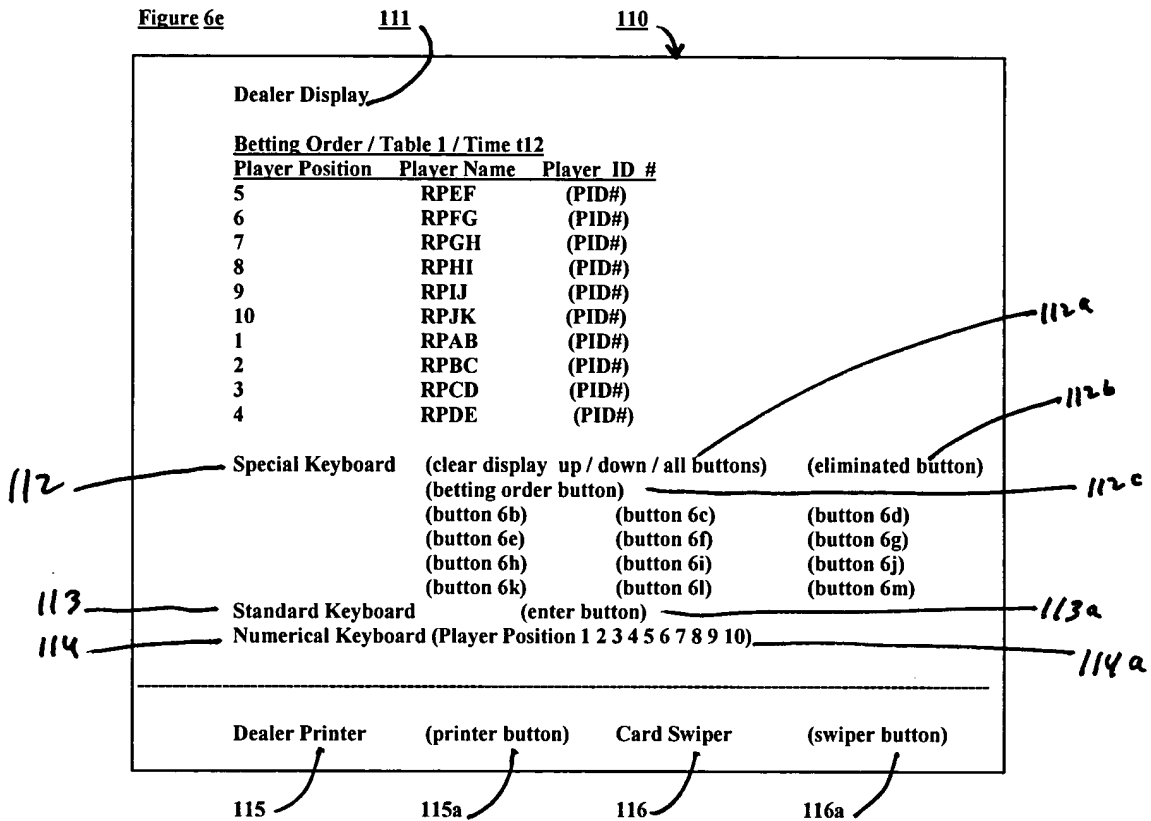 Figure 6e 111 110
Dealer Display
Betting Order / Table 1 / Time t12
Player Position Player Name Player ID #
5 RPEF (PID#)
6 RPFG (PID#)
7 RPGH (PID#)
8 RPHI (PID#)
9 RPIJ (PID#)
10 RPJK (PID#)
1 RPAB (PID#)
2 RPBC (PID#)
3 RPCD (PID#)
4 RPDE (PID#)
112a
112b
112 Special Keyboard (clear display up / down / all buttons) (eliminated button)
(betting order button) 112c
(button 6b) (button 6c) (button 6d)
(button 6e) (button 6f) (button 6g)
(button 6h) (button 6i) (button 6j)
(button 6k) (button 6l) (button 6m)
113 Standard Keyboard (enter button) 113a
114 Numerical Keyboard (Player Position 1 2 3 4 5 6 7 8 9 10) 114a
Dealer Printer (printer button) Card Swiper (swiper button)
115 115a 116 116a